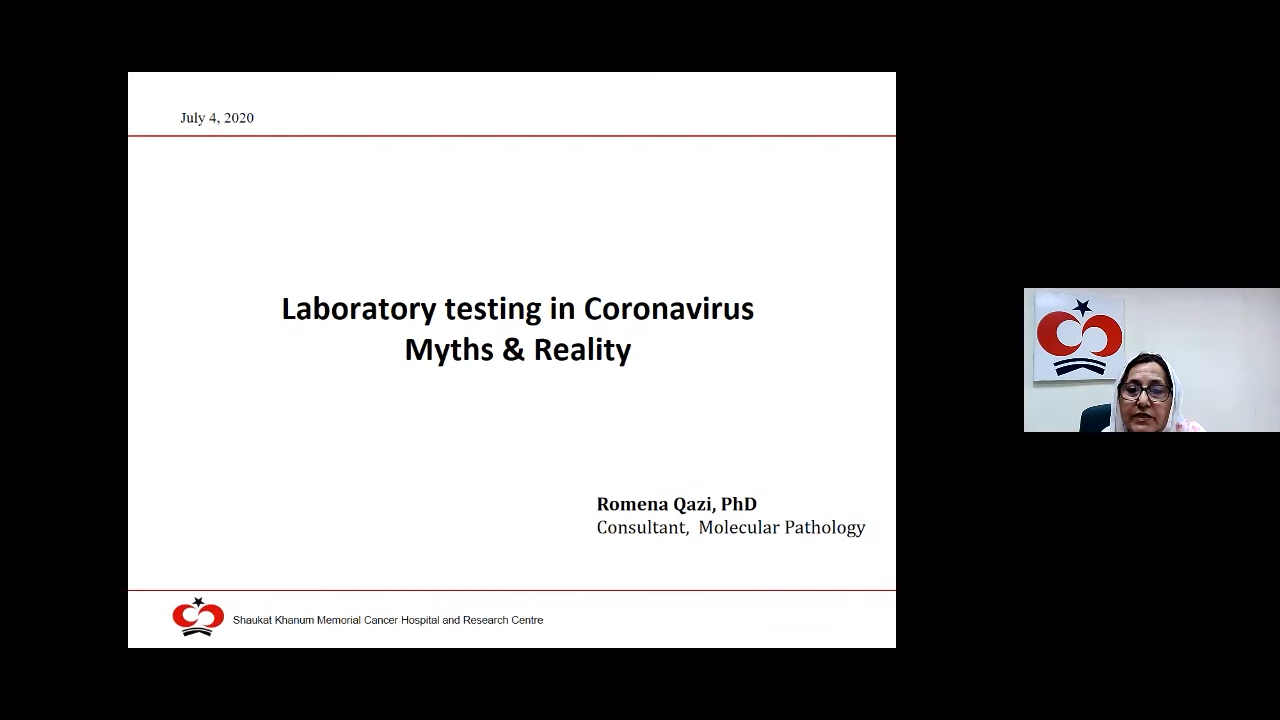 July 4, 2020
Laboratory testing in Coronavirus
Myths & Reality
Romena Qazi, PhD
Consultant, Molecular Pathology
Shaukat Khanum Memorial Cancer Hospital and Research Centre